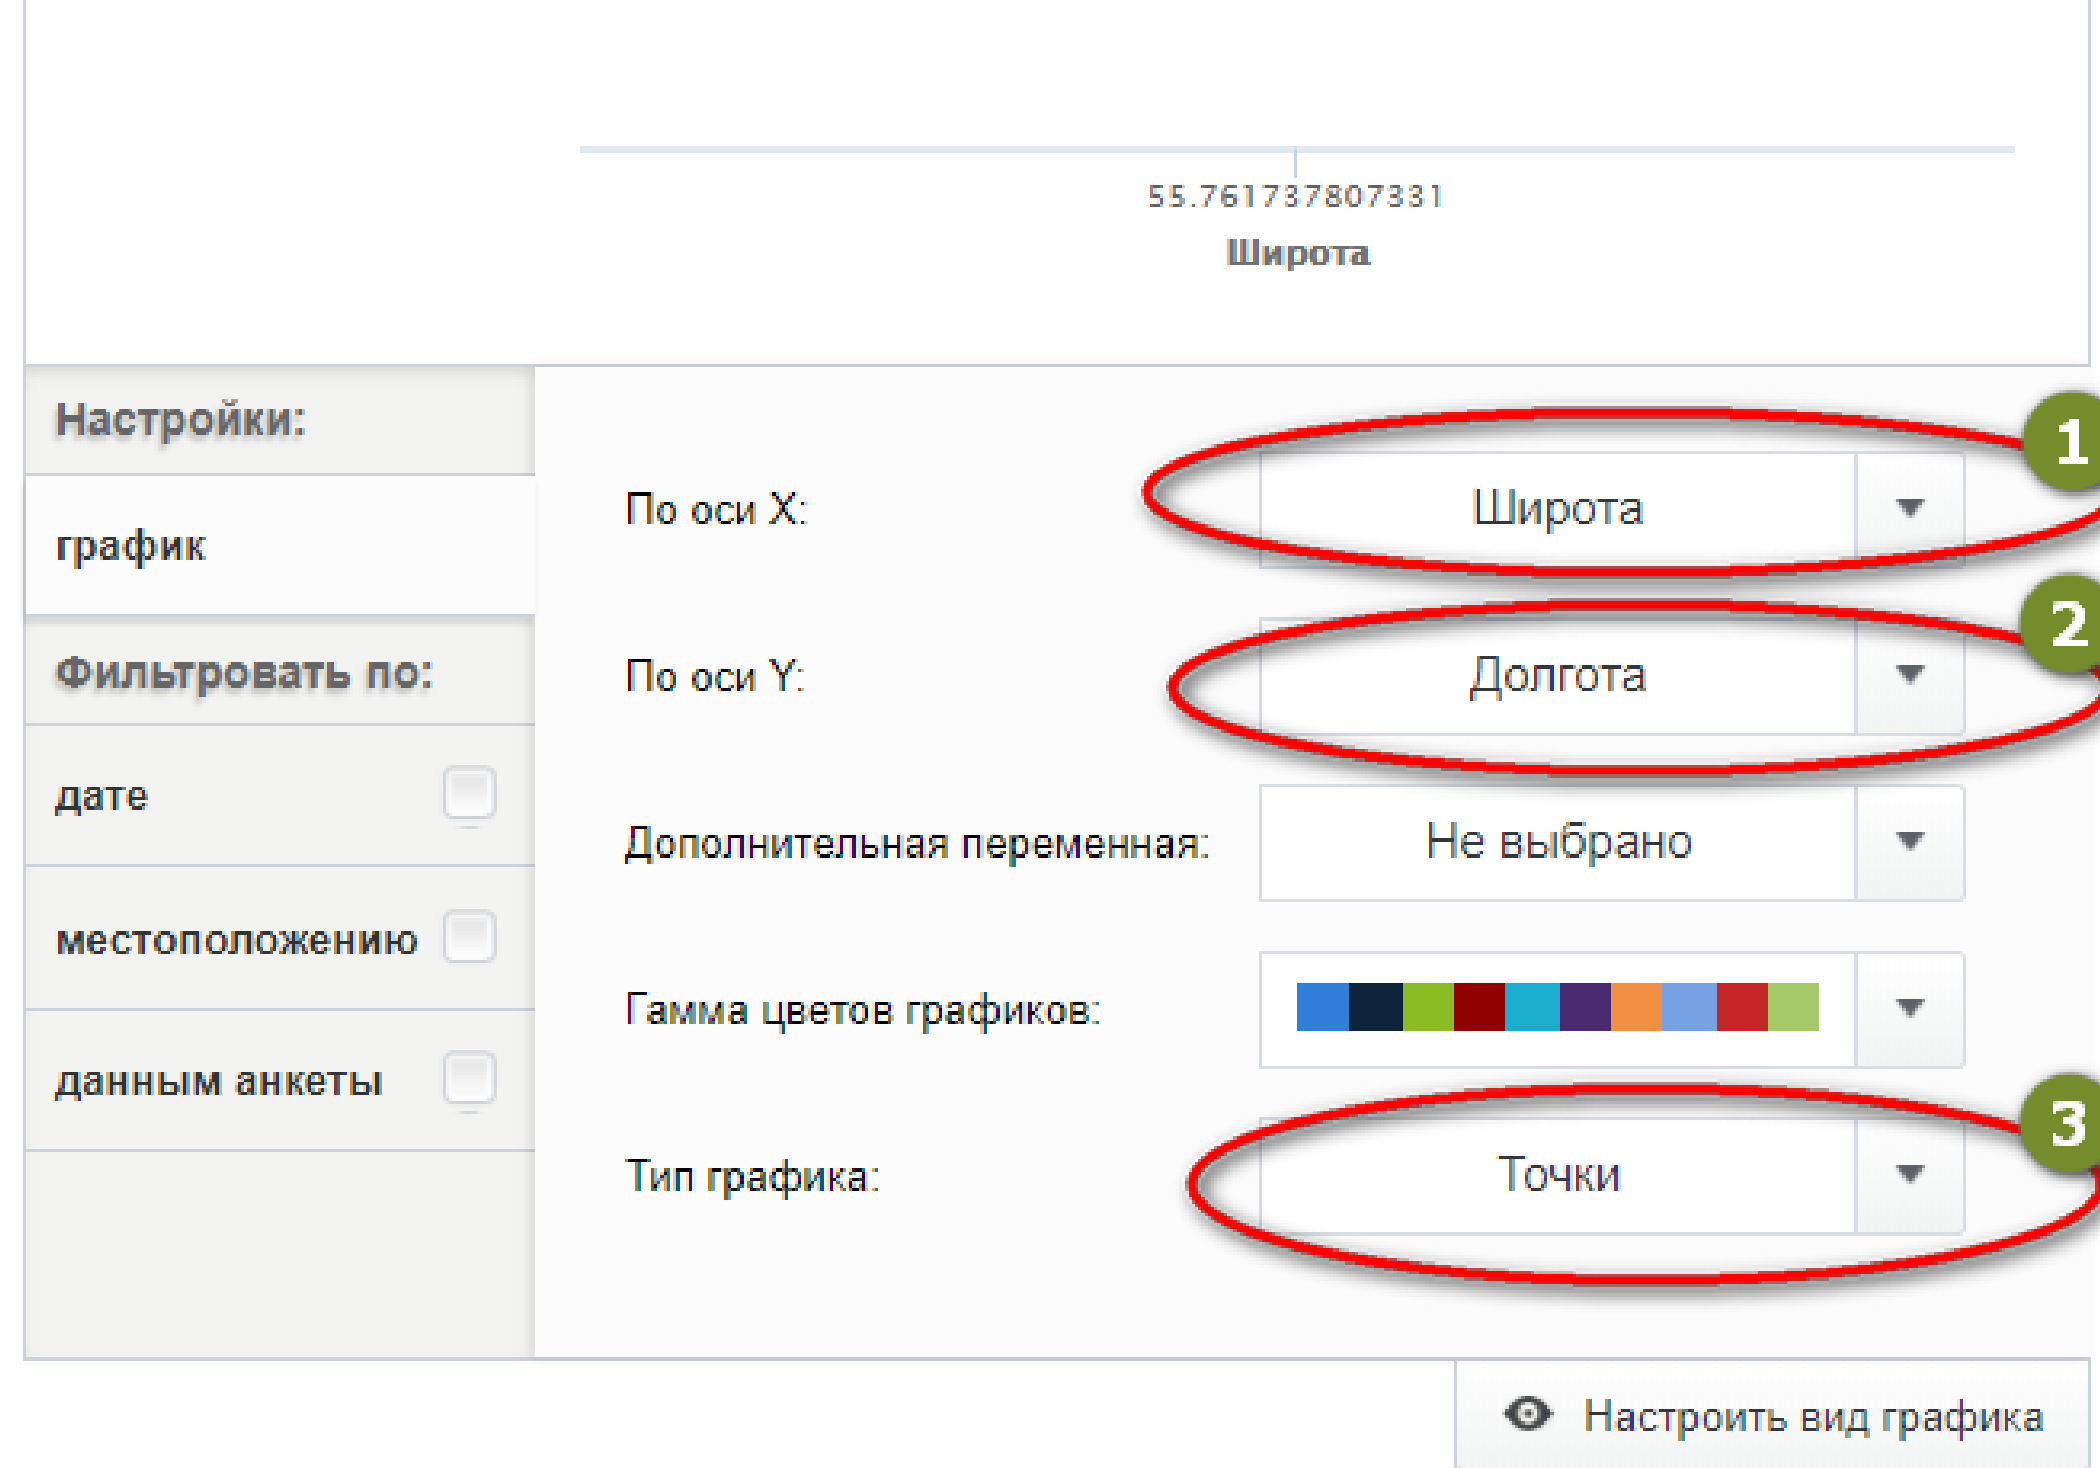 55.761737807331
Широта
Настройки:
график
Фильтровать по:
дате
местоположению
данным анкеты
По оси X:
Широта
1
По оси Y:
Долгота
2
Дополнительная переменная:
Не выбрано
Гамма цветов графиков:
Тип графика:
Точки
3
Настроить вид графика